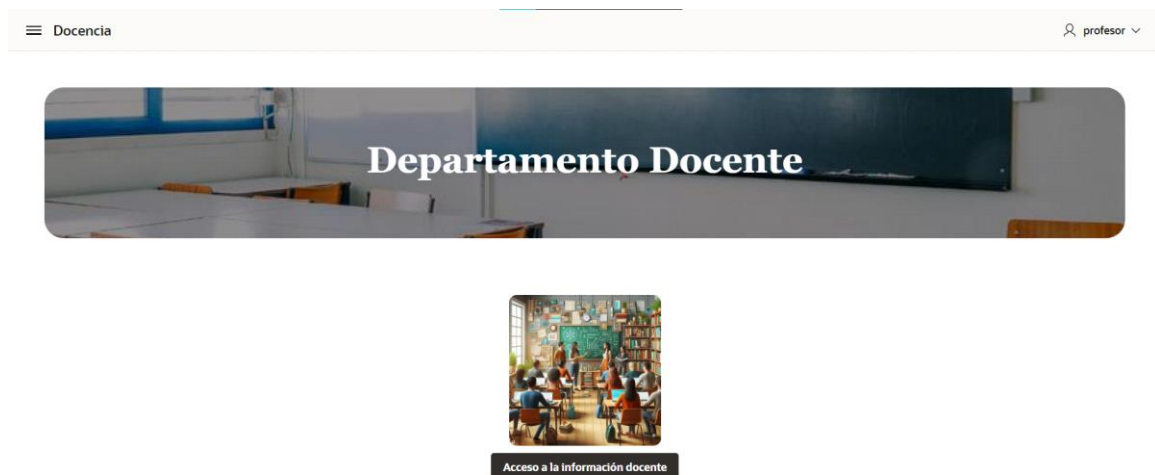 Docencia
profesor
Departamento Docente
Acceso a la información docente